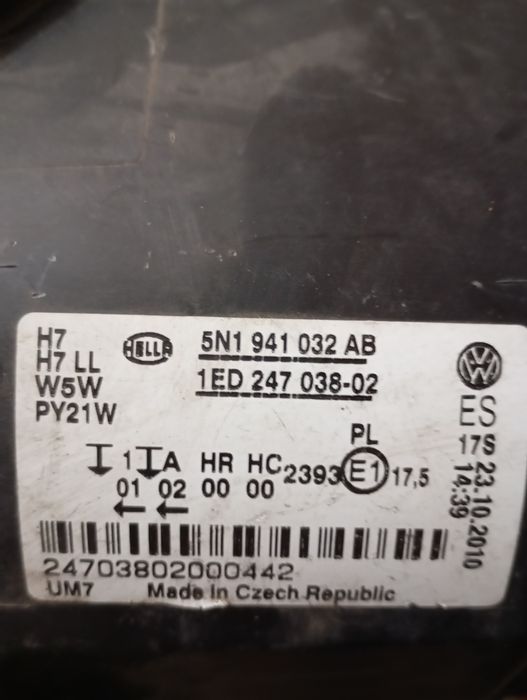 H7
H7 LL
W5W
PY21W
HELLA
5N1 941 032 AB
1ED 247 038-02
VW
ES
PL
1 A HR HC 2393 E1 17,5
01 02 00 00
17S 23.10.2010
14:39
24703802000442
UM7 Made in Czech Republic